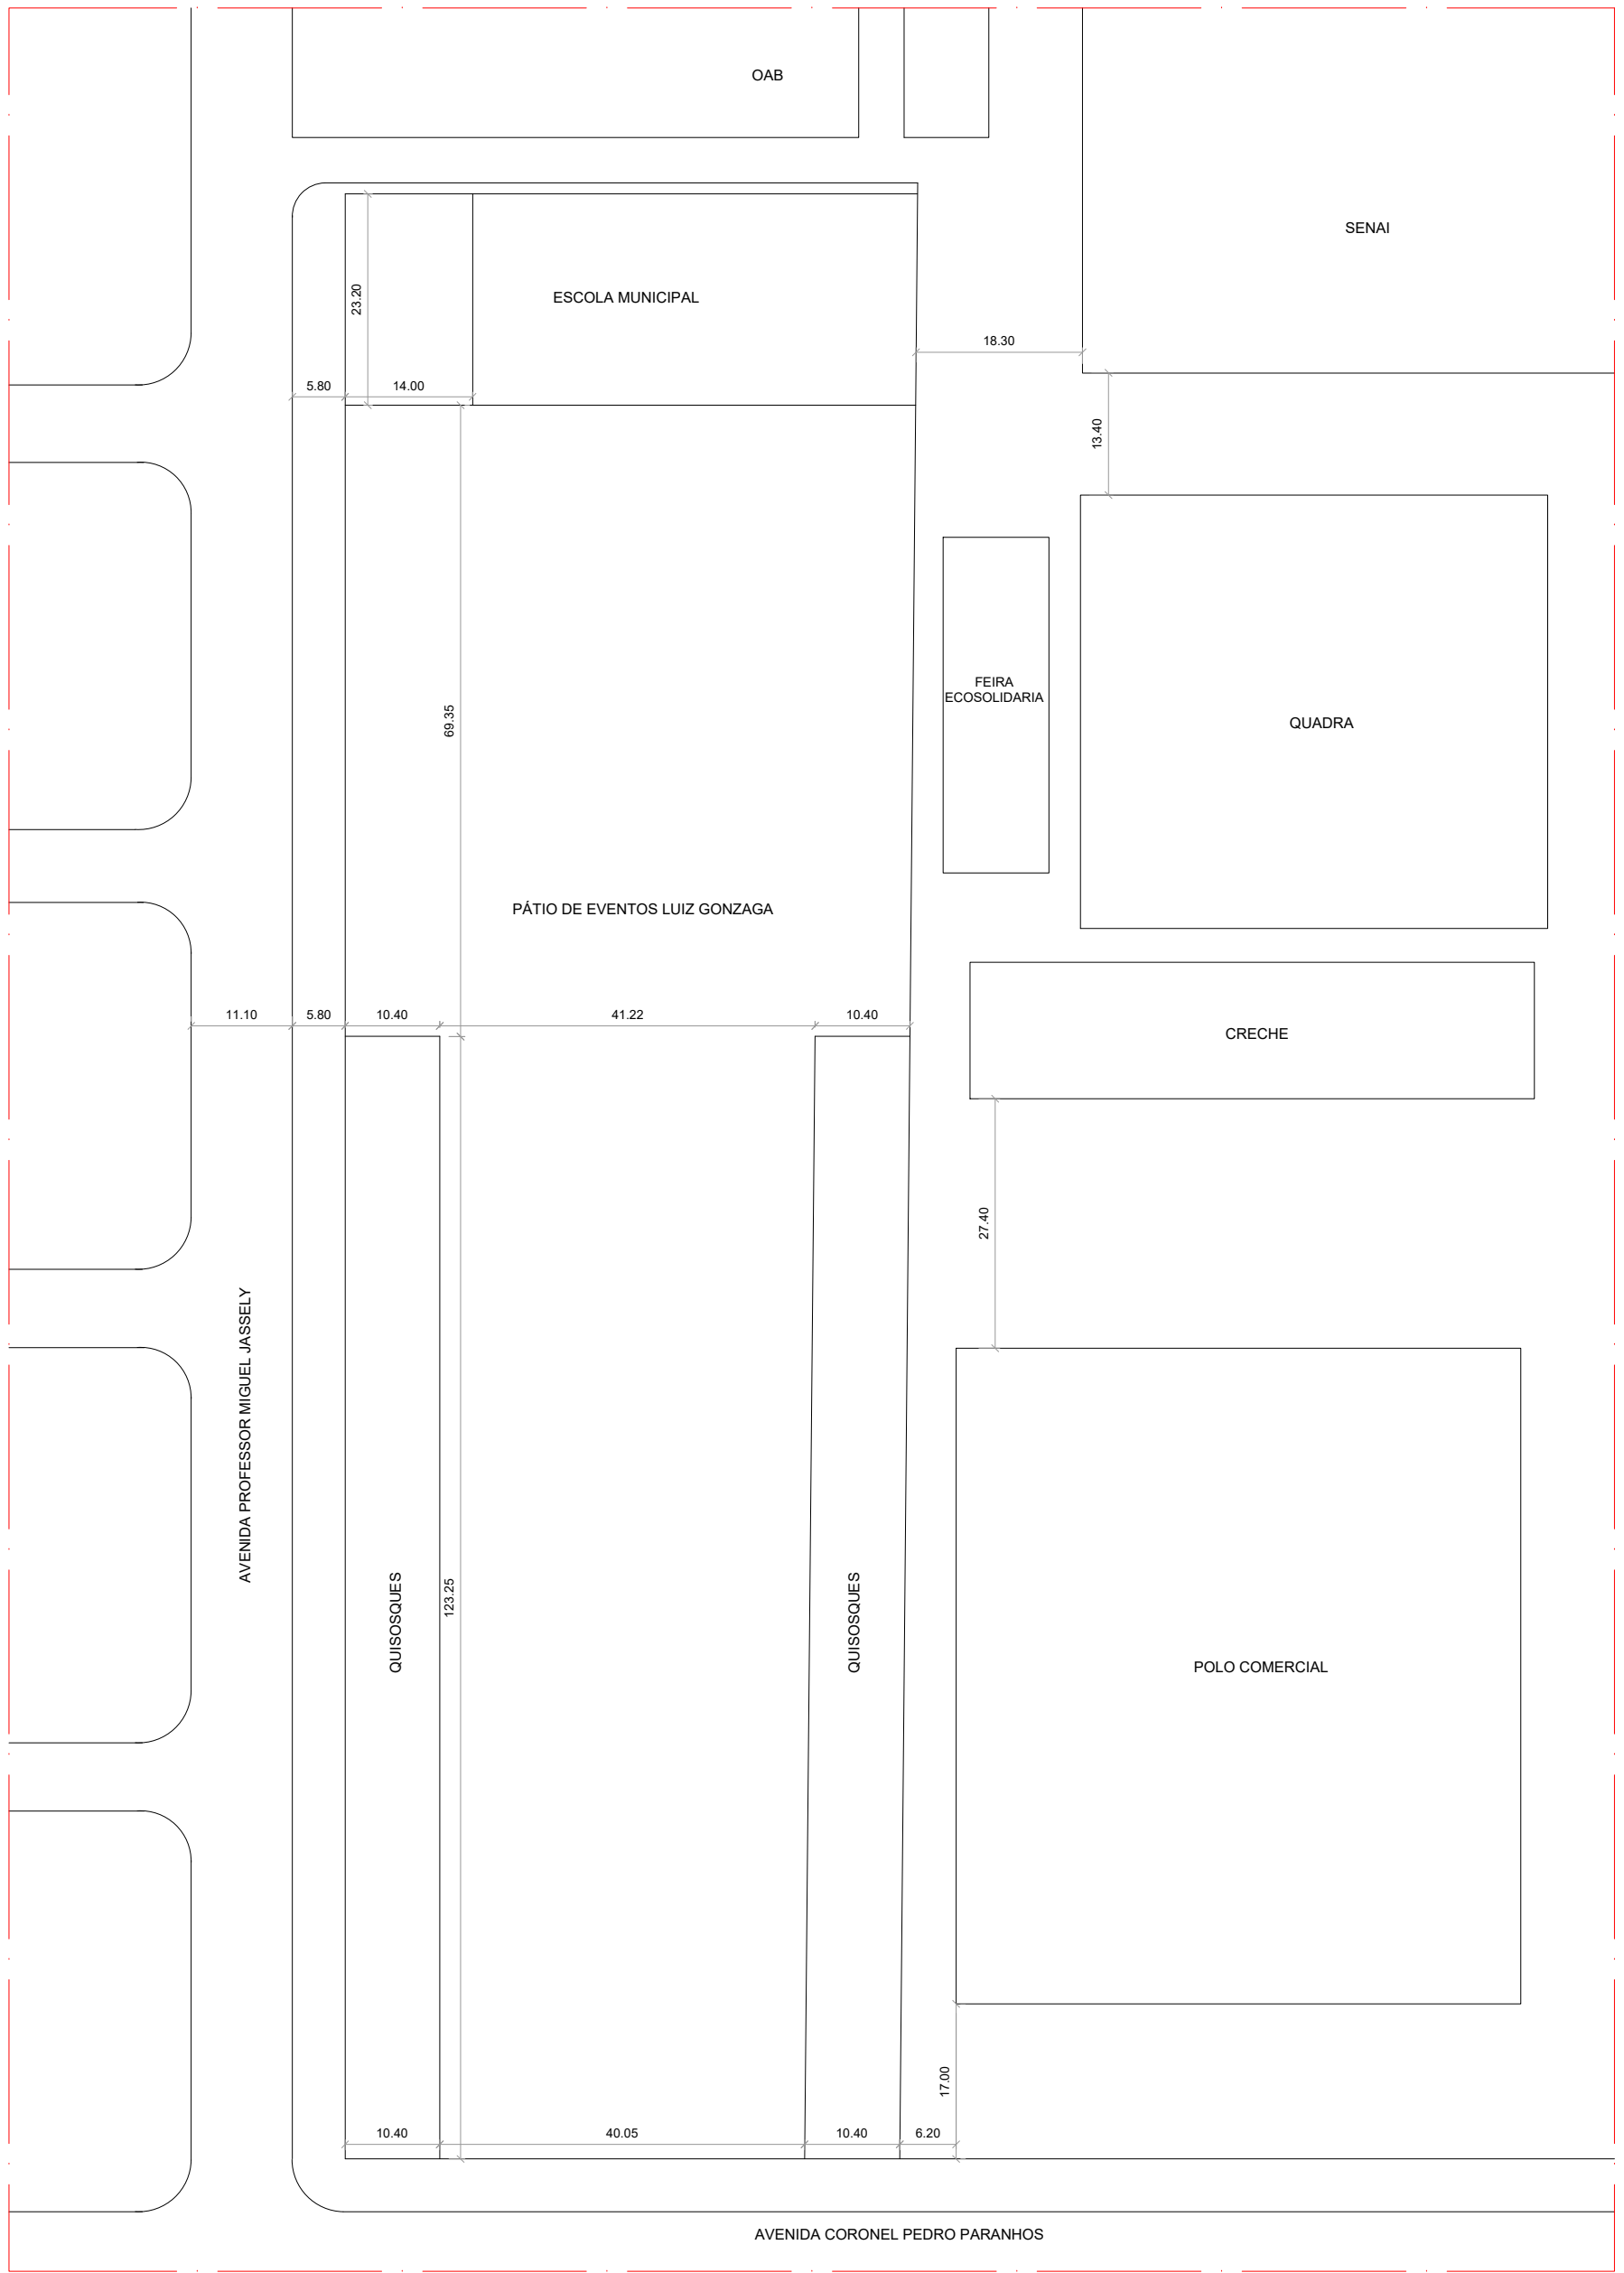 OAB
SENAI
ESCOLA MUNICIPAL
23.20
18.30
5.80
14.00
13.40
FEIRA
ECOSOLIDARIA
69.35
QUADRA
PÁTIO DE EVENTOS LUIZ GONZAGA
11.10
5.80
10.40
41.22
10.40
CRECHE
27.40
AVENIDA PROFESSOR MIGUEL JASSELY
QUISOSQUES
123.25
QUISOSQUES
POLO COMERCIAL
17.00
10.40
40.05
10.40
6.20
AVENIDA CORONEL PEDRO PARANHOS